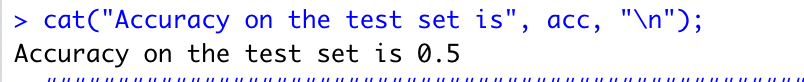 > cat("Accuracy on the test set is", acc, "\n");
Accuracy on the test set is 0.5